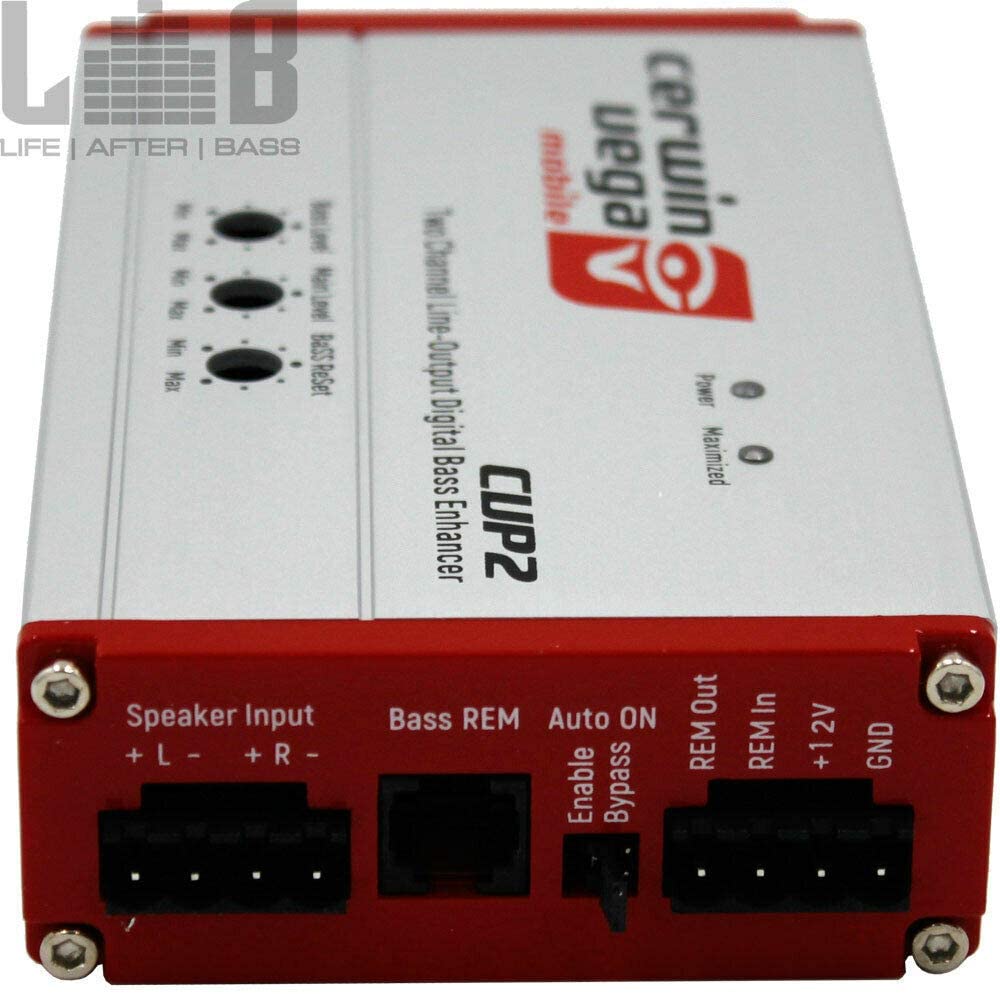 LAB
LIFE | AFTER | BASS
cerwin
vega
mobile
Two Channel Line-Output Digital Bass Enhancer
CVP2
Bass Level
Main Level
BaSS ReSet
Min
Max
Min
Max
Min
Max
Power
Maximized
Speaker Input
+ L - + R -
Bass REM
Auto ON
Enable
Bypass
REM Out
REM In
+12V
GND